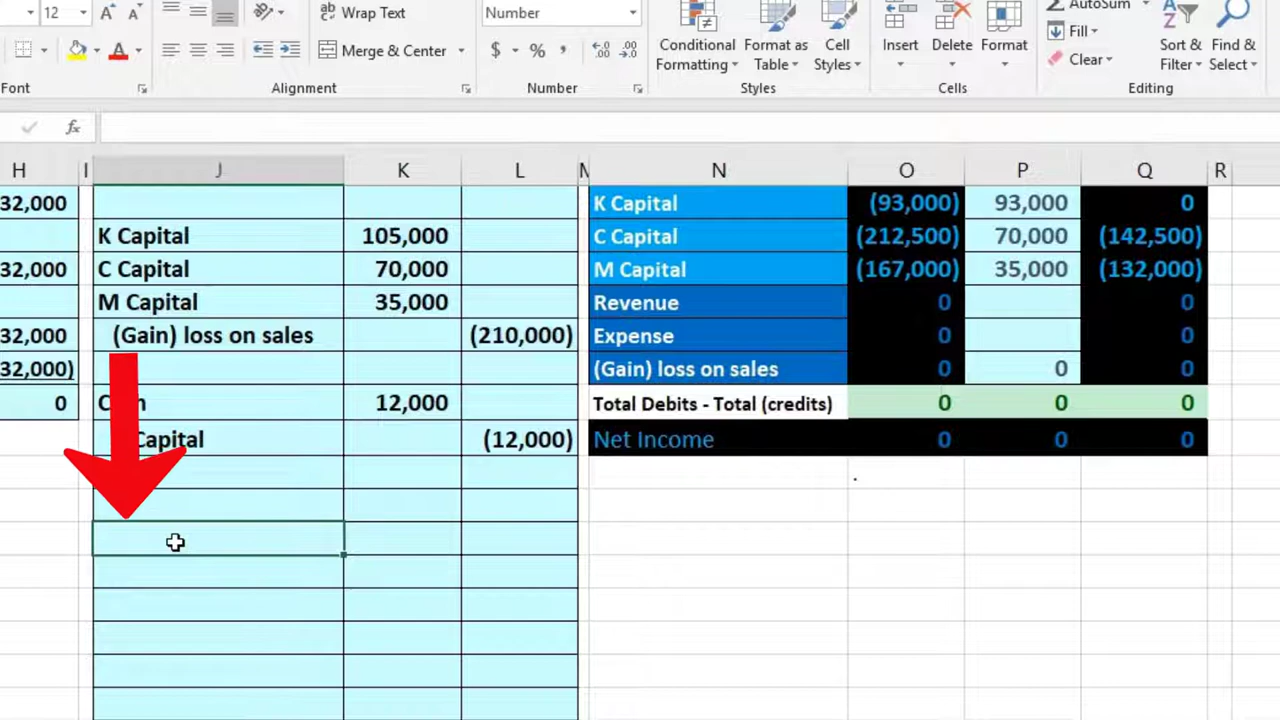 12
Wrap Text
Number
AutoSum
Merge & Center
$ %
Conditional Formatting
Format as Table
Cell Styles
Insert
Delete
Format
Fill
Clear
Sort & Filter
Find & Select
Font
Alignment
Number
Styles
Cells
Editing
fx
H I J K L M N O P Q R
32,000 K Capital (93,000) 93,000 0
K Capital 105,000 C Capital (212,500) 70,000 (142,500)
32,000 C Capital 70,000 M Capital (167,000) 35,000 (132,000)
M Capital 35,000 Revenue 0 0
32,000 (Gain) loss on sales (210,000) Expense 0 0
32,000) (Gain) loss on sales 0 0 0
0 12,000 Total Debits - Total (credits) 0 0 0
Capital (12,000) Net Income 0 0 0